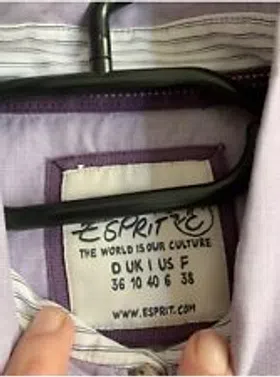 ESPRIT
THE WORLD IS OUR CULTURE
D UK I US F
36 10 40 6 38
WWW.ESPRIT.COM